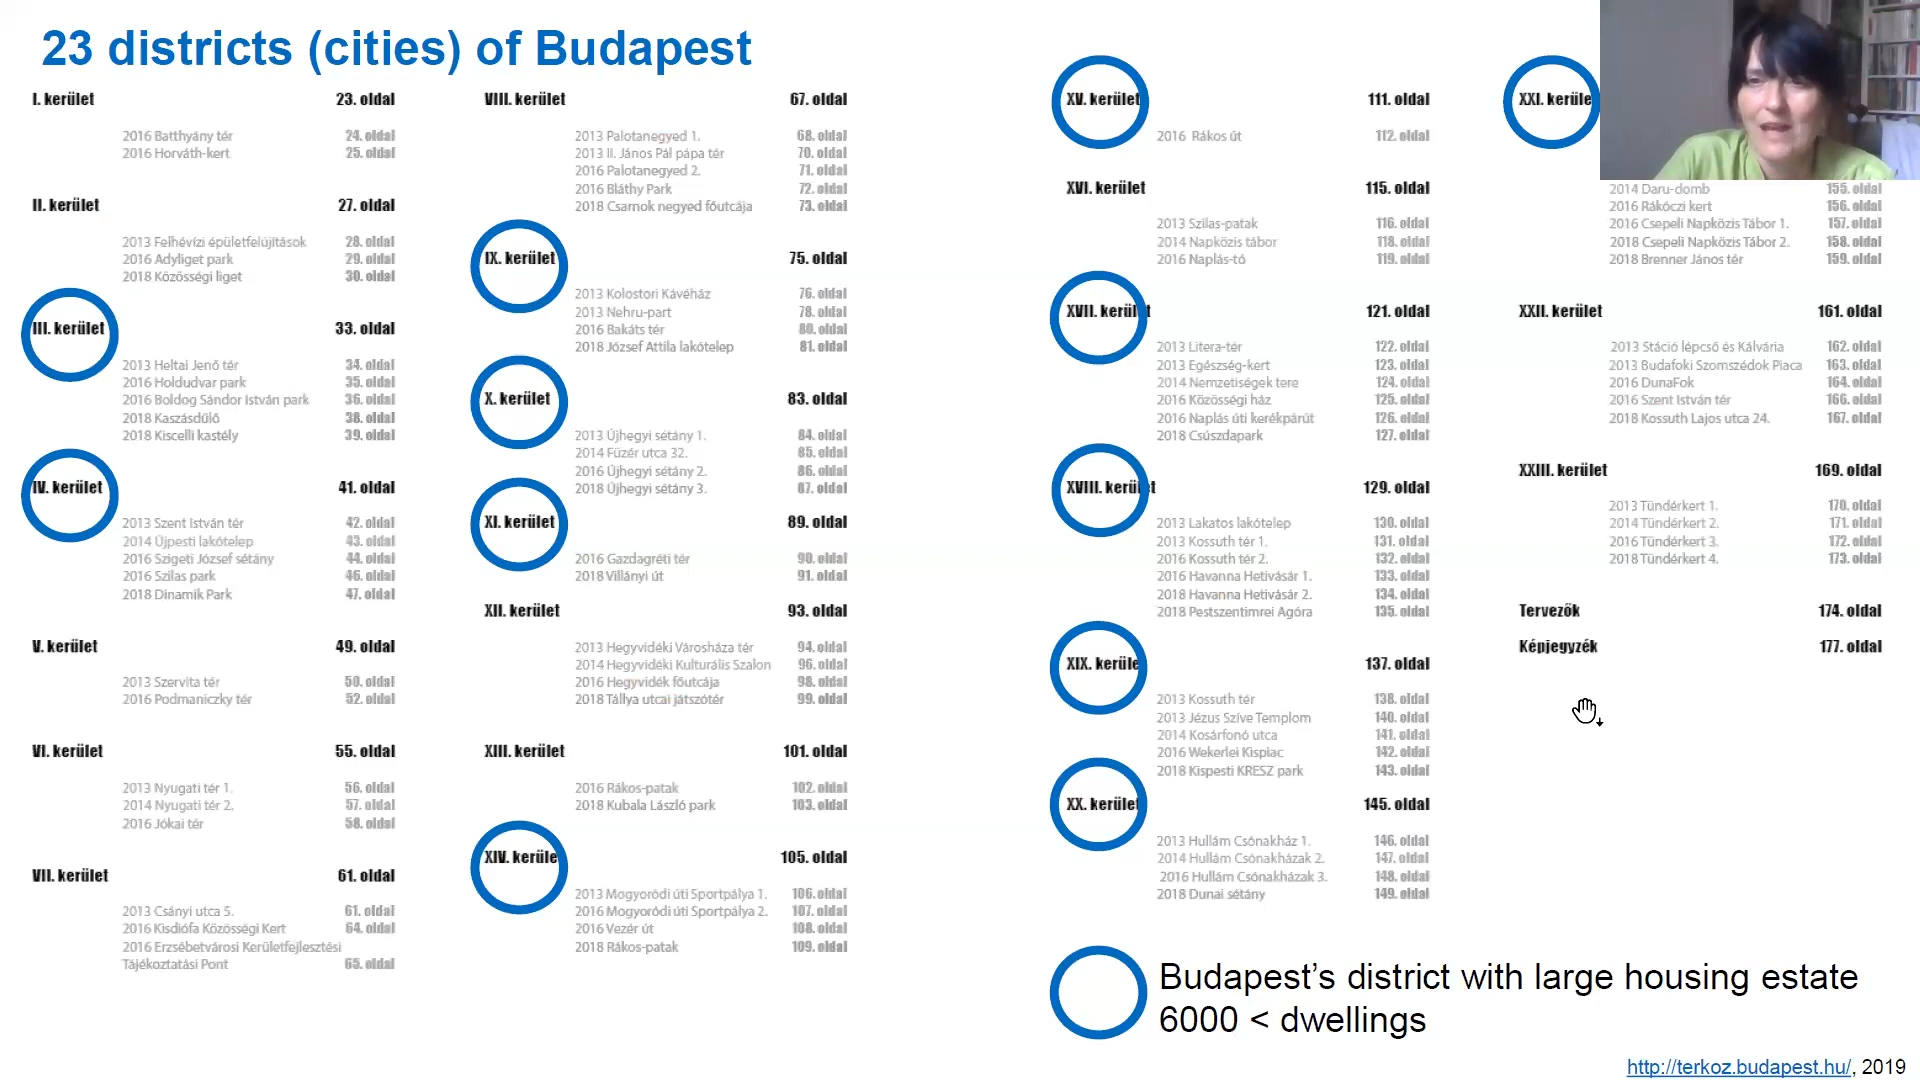 23 districts (cities) of Budapest
I. kerület 23. oldal
2016 Batthyány tér 24. oldal
2016 Horváth-kert 25. oldal
II. kerület 27. oldal
2013 Felhévízi épületfelújítások 28. oldal
2016 Adyliget park 29. oldal
2018 Közösségi liget 30. oldal
III. kerület 33. oldal
2013 Heltai Jenő tér 34. oldal
2016 Holdudvar park 35. oldal
2016 Boldog Sándor István park 36. oldal
2018 Kaszásdűlő 38. oldal
2018 Kiscelli kastély 39. oldal
IV. kerület 41. oldal
2013 Szent István tér 42. oldal
2014 Újpesti lakótelep 43. oldal
2016 Szigeti József sétány 44. oldal
2016 Szilas park 46. oldal
2018 Dinamik Park 47. oldal
V. kerület 49. oldal
2013 Szervita tér 50. oldal
2016 Podmaniczky tér 52. oldal
VI. kerület 55. oldal
2013 Nyugati tér 1. 56. oldal
2014 Nyugati tér 2. 57. oldal
2016 Jókai tér 58. oldal
VII. kerület 61. oldal
2013 Csányi utca 5. 61. oldal
2016 Kisdiófa Közösségi Kert 64. oldal
2016 Erzsébetvárosi Kerületfejlesztési
Tájékoztatási Pont 65. oldal
VIII. kerület 67. oldal
2013 Palotanegyed 1. 68. oldal
2013 II. János Pál pápa tér 70. oldal
2016 Palotanegyed 2. 71. oldal
2016 Bláthy Park 72. oldal
2018 Csarnok negyed főutcája 73. oldal
IX. kerület 75. oldal
2013 Kolostori Kávéház 76. oldal
2013 Nehru-part 78. oldal
2016 Bakáts tér 80. oldal
2018 József Attila lakótelep 81. oldal
X. kerület 83. oldal
2013 Újhegyi sétány 1. 84. oldal
2014 Füzér utca 32. 85. oldal
2016 Újhegyi sétány 2. 86. oldal
2018 Újhegyi sétány 3. 87. oldal
XI. kerület 89. oldal
2016 Gazdagréti tér 90. oldal
2018 Villányi út 91. oldal
XII. kerület 93. oldal
2013 Hegyvidéki Városháza tér 94. oldal
2014 Hegyvidéki Kulturális Szalon 96. oldal
2016 Hegyvidék főutcája 98. oldal
2018 Tállya utcai játszótér 99. oldal
XIII. kerület 101. oldal
2016 Rákos-patak 102. oldal
2018 Kubala László park 103. oldal
XIV. kerüle 105. oldal
2013 Mogyoródi úti Sportpálya 1. 106. oldal
2016 Mogyoródi úti Sportpálya 2. 107. oldal
2016 Vezér út 108. oldal
2018 Rákos-patak 109. oldal
XV. kerület 111. oldal
2016 Rákos út 112. oldal
XVI. kerület 115. oldal
2013 Szilas-patak 116. oldal
2014 Napközis tábor 118. oldal
2016 Naplás-tó 119. oldal
XVII. kerület 121. oldal
2013 Litera-tér 122. oldal
2013 Egészség-kert 123. oldal
2014 Nemzetiségek tere 124. oldal
2016 Közösségi ház 125. oldal
2016 Naplás úti kerékpárút 126. oldal
2018 Csúszdapark 127. oldal
XVIII. kerület 129. oldal
2013 Lakatos lakótelep 130. oldal
2013 Kossuth tér 1. 131. oldal
2016 Kossuth tér 2. 132. oldal
2016 Havanna Hetivásár 1. 133. oldal
2018 Havanna Hetivásár 2. 134. oldal
2018 Pestszentimrei Agóra 135. oldal
XIX. kerüle 137. oldal
2013 Kossuth tér 138. oldal
2013 Jézus Szíve Templom 140. oldal
2014 Kosárfonó utca 141. oldal
2016 Wekerlei Kispiac 142. oldal
2018 Kispesti KRESZ park 143. oldal
XX. kerület 145. oldal
2013 Hullám Csónakház 1. 146. oldal
2014 Hullám Csónakházak 2. 147. oldal
2016 Hullám Csónakházak 3. 148. oldal
2018 Dunai sétány 149. oldal
XXI. kerüle
2014 Daru-domb 155. oldal
2016 Rákóczi kert 156. oldal
2016 Csepeli Napközis Tábor 1. 157. oldal
2018 Csepeli Napközis Tábor 2. 158. oldal
2018 Brenner János tér 159. oldal
XXII. kerület 161. oldal
2013 Stáció lépcső és Kálvária 162. oldal
2013 Budafoki Szomszédok Piaca 163. oldal
2016 DunaFok 164. oldal
2016 Szent István tér 166. oldal
2018 Kossuth Lajos utca 24. 167. oldal
XXIII. kerület 169. oldal
2013 Tündérkert 1. 170. oldal
2014 Tündérkert 2. 171. oldal
2016 Tündérkert 3. 172. oldal
2018 Tündérkert 4. 173. oldal
Tervezők 174. oldal
Képjegyzék 177. oldal
Budapest's district with large housing estate
6000 < dwellings
http://terkoz.budapest.hu/, 2019